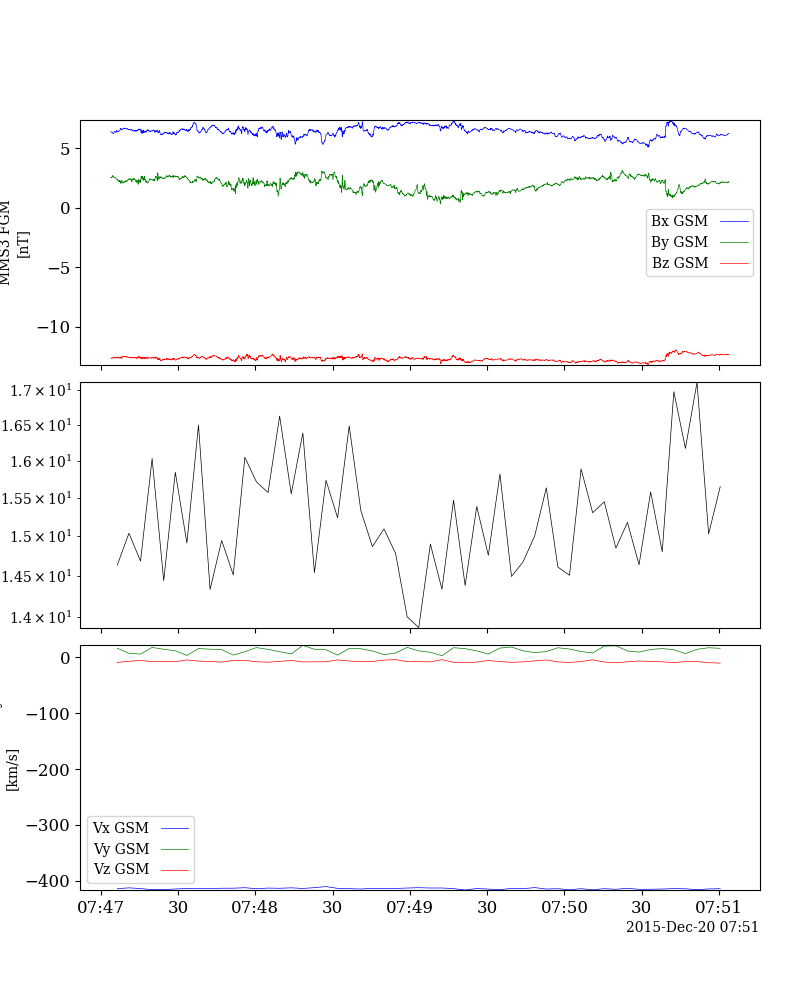 5
0
−5
−10
MMS3 FGM
[nT]
Bx GSM
By GSM
Bz GSM
1.7 × 10¹
1.65 × 10¹
1.6 × 10¹
1.55 × 10¹
1.5 × 10¹
1.45 × 10¹
1.4 × 10¹
0
−100
−200
−300
−400
[km/s]
Vx GSM
Vy GSM
Vz GSM
07:47 30 07:48 30 07:49 30 07:50 30 07:51
2015-Dec-20 07:51